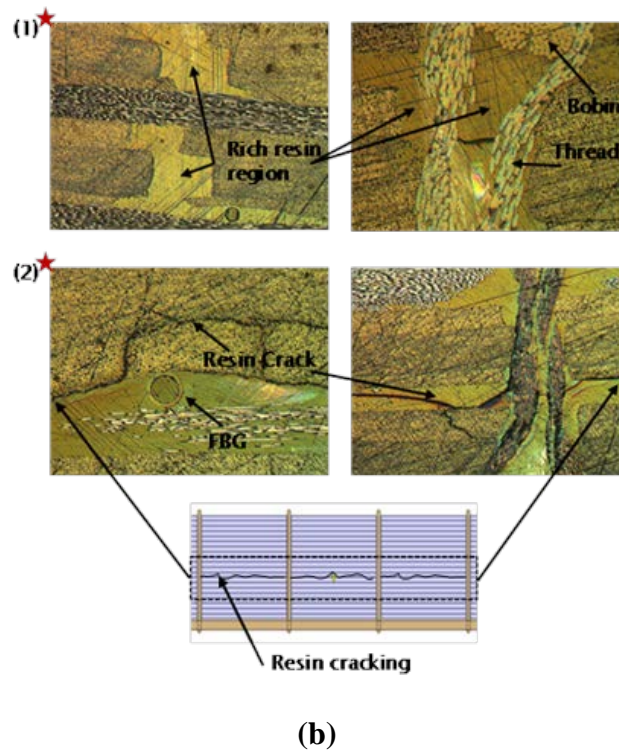 (1)
Bobin
Rich resin
region
Thread
(2)
Resin Crack
FBG
Resin cracking
(b)